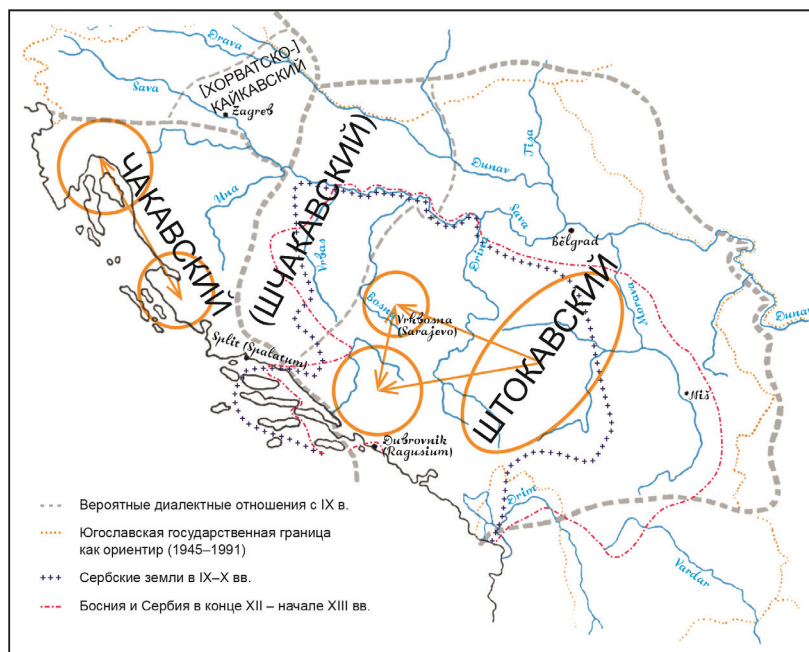 Drava
[ХОРВАТСКО-]
КАЙКАВСКИЙ
Sava
Zagreb
Tisa
Dunav
ЧАКАВСКИЙ
(ШЧАКАВСКИЙ)
Una
Vrbas
Sava
Bělgrad
Drina
Bosna
Vrhbosna
(Sarajevo)
Morava
Dunav
ШТОКАВСКИЙ
Split (Spalatum)
Niš
Dubrovnik
(Ragusium)
Drim
Vardar
Вероятные диалектные отношения с IX в.
Югославская государственная граница
как ориентир (1945–1991)
Сербские земли в IX–X вв.
Босния и Сербия в конце XII – начале XIII вв.